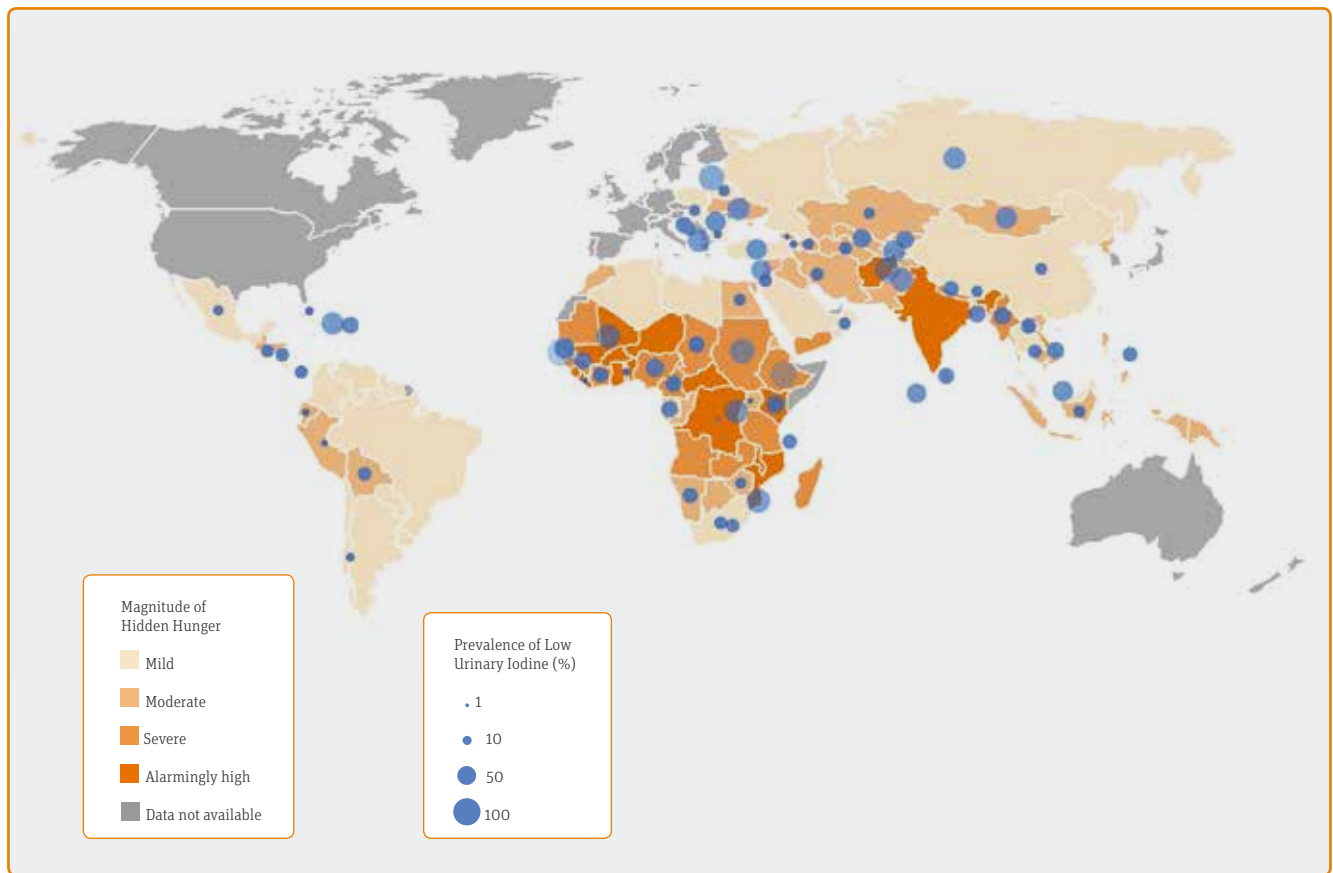 Magnitude of
Hidden Hunger
Mild
Moderate
Severe
Alarmingly high
Data not available
Prevalence of Low
Urinary Iodine (%)
1
10
50
100